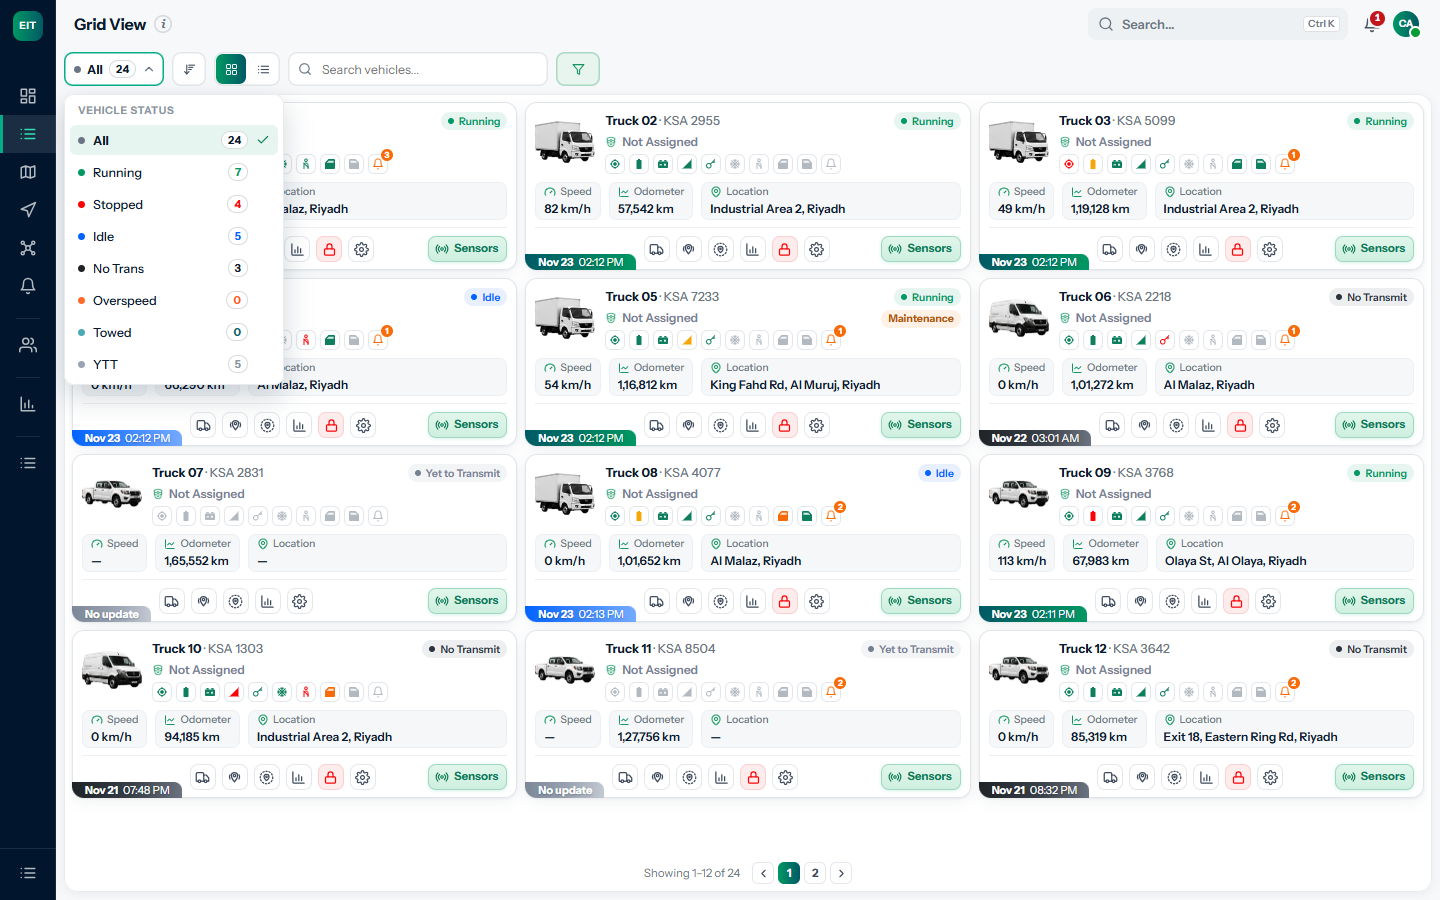 EIT
Grid View
Search...
Ctrl K
1
CA
All 24
Search vehicles...
VEHICLE STATUS
All 24
Running 7
Stopped 4
Idle 5
No Trans 3
Overspeed 0
Towed 0
YTT 5
Running
3
ocation
alaz, Riyadh
Sensors
Truck 02 · KSA 2955
Running
Not Assigned
Speed
82 km/h
Odometer
57,542 km
Location
Industrial Area 2, Riyadh
Nov 23 02:12 PM
Sensors
Truck 03 · KSA 5099
Running
Not Assigned
1
Speed
49 km/h
Odometer
1,19,128 km
Location
Industrial Area 2, Riyadh
Nov 23 02:12 PM
Sensors
Idle
1
ocation
0 km/h
66,290 km
Al Malaz, Riyadh
Nov 23 02:12 PM
Sensors
Truck 05 · KSA 7233
Running
Not Assigned
Maintenance
1
Speed
54 km/h
Odometer
1,16,812 km
Location
King Fahd Rd, Al Muruj, Riyadh
Nov 23 02:12 PM
Sensors
Truck 06 · KSA 2218
No Transmit
Not Assigned
1
Speed
0 km/h
Odometer
1,01,272 km
Location
Al Malaz, Riyadh
Nov 22 03:01 AM
Sensors
Truck 07 · KSA 2831
Yet to Transmit
Not Assigned
Speed
—
Odometer
1,65,552 km
Location
—
No update
Sensors
Truck 08 · KSA 4077
Idle
Not Assigned
2
Speed
0 km/h
Odometer
1,01,652 km
Location
Al Malaz, Riyadh
Nov 23 02:13 PM
Sensors
Truck 09 · KSA 3768
Running
Not Assigned
2
Speed
113 km/h
Odometer
67,983 km
Location
Olaya St, Al Olaya, Riyadh
Nov 23 02:11 PM
Sensors
Truck 10 · KSA 1303
No Transmit
Not Assigned
Speed
0 km/h
Odometer
94,185 km
Location
Industrial Area 2, Riyadh
Nov 21 07:48 PM
Sensors
Truck 11 · KSA 8504
Yet to Transmit
Not Assigned
2
Speed
—
Odometer
1,27,756 km
Location
—
No update
Sensors
Truck 12 · KSA 3642
No Transmit
Not Assigned
2
Speed
0 km/h
Odometer
85,319 km
Location
Exit 18, Eastern Ring Rd, Riyadh
Nov 21 08:32 PM
Sensors
Showing 1–12 of 24
1
2